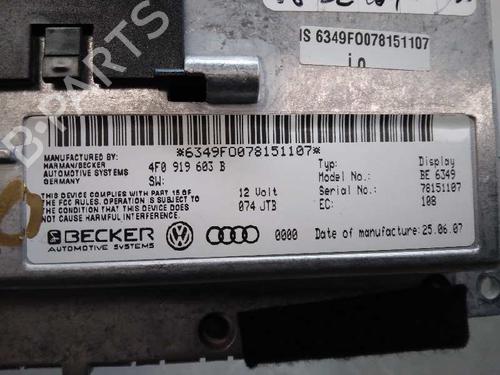 IS 6349FO078151107
*6349FO078151107*
MANUFACTURED BY:
HARMAN/BECKER
AUTOMOTIVE SYSTEMS
GERMANY
4F0 919 603 B
SW:
Typ: Display
Model No.: BE 6349
Serial No.: 78151107
EC: 108
THIS DEVICE COMPLIES WITH PART 15 OF
THE FCC RULES. OPERATION IS SUBJECT
TO THE CONDITION THAT THIS DEVICE
DOES NOT CAUSE HARMFUL INTERFERENCE.
12 Volt
074 JTB
BECKER
AUTOMOTIVE SYSTEMS
0000
Date of manufacture: 25.06.07
B-PARTS